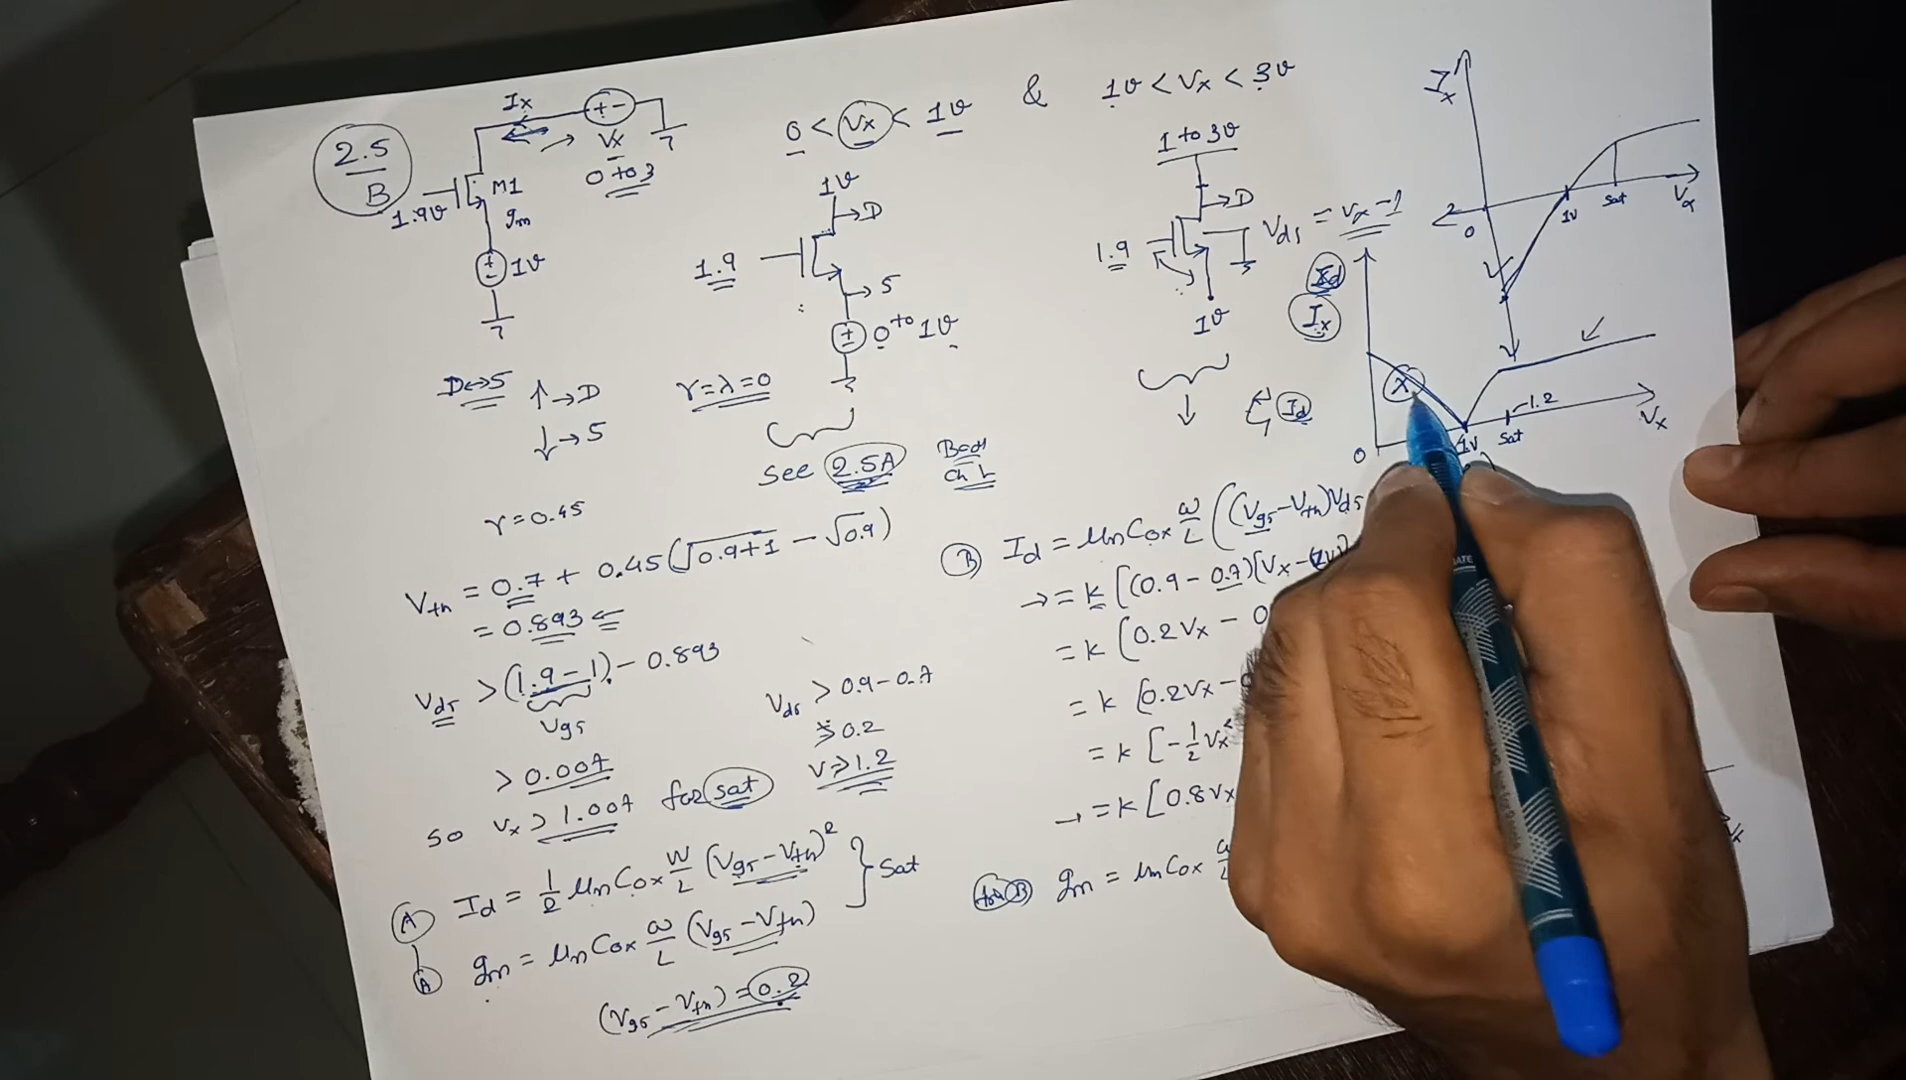 2.5
B
Ix
+ -
Vx
0 to 3
1.9v
M1
gm
+
-
1v
D↔S
↑→D
↓→S
0 < Vx < 1v & 1v < Vx < 3v
1v
→D
1.9
→S
+
-
0 to 1v
γ=λ=0
See 2.5A
1 to 3v
→D
1.9
Vds = Vx-1
1v
Id
Ix
Vx
0
1v
sat
Id
Ix
X
0
1v
sat
-1.2
Vx
γ=0.45
Vth = 0.7 + 0.45(√0.9+1 - √0.9)
= 0.893
Vds > (1.9-1) - 0.893
Vgs
> 0.007
so Vx > 1.007 for sat
Vds > 0.9-0.7
≥ 0.2
V≥1.2
A Id = 1/2 μnCox W/L (Vgs-Vth)²
A gm = μnCox W/L (Vgs-Vth)
} Sat
(Vgs-Vth) = 0.2
B Id = μnCox W/L ((Vgs-Vth)Vds
→ = k [(0.9-0.7)(Vx-
= k [0.2Vx -
= k [0.2Vx-
= k [-1/2 Vx²
→ = k [0.8Vx
gm = μnCox